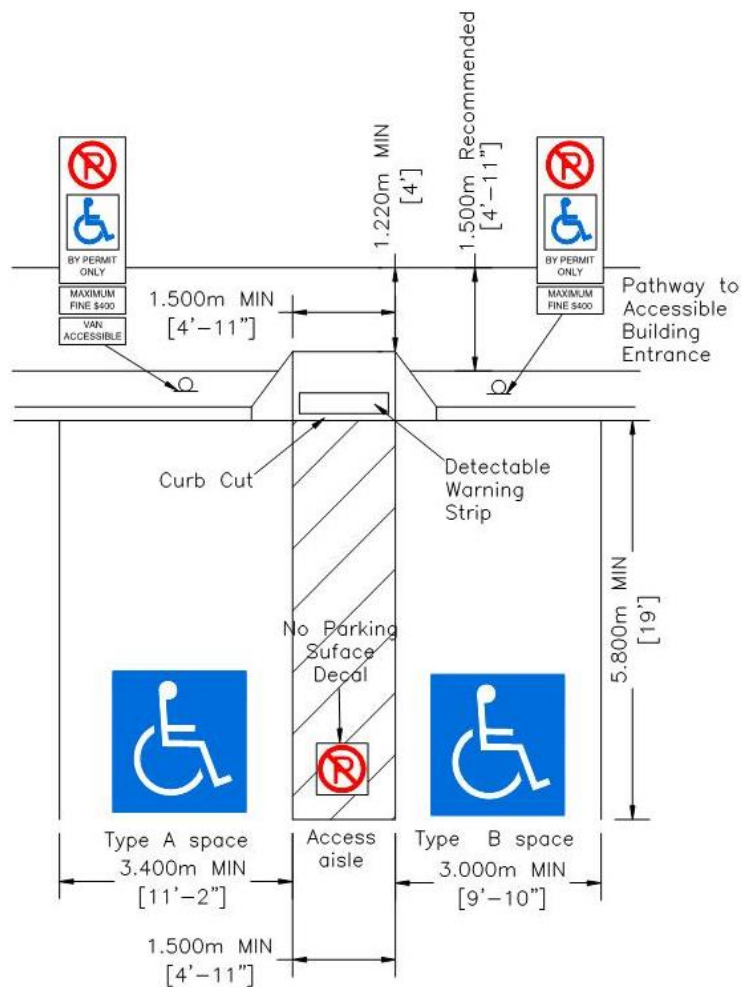 1.220m MIN
[4']
1.500m Recommended
[4'-11"]
P
BY PERMIT
ONLY
MAXIMUM
FINE $400
VAN
ACCESSIBLE
1.500m MIN
[4'-11"]
P
BY PERMIT
ONLY
MAXIMUM
FINE $400
Pathway to
Accessible
Building
Entrance
Curb Cut
Detectable
Warning
Strip
5.800m MIN
[19']
No Parking
Suface
Decal
P
Type A space
3.400m MIN
[11'-2"]
Access
aisle
Type B space
3.000m MIN
[9'-10"]
1.500m MIN
[4'-11"]